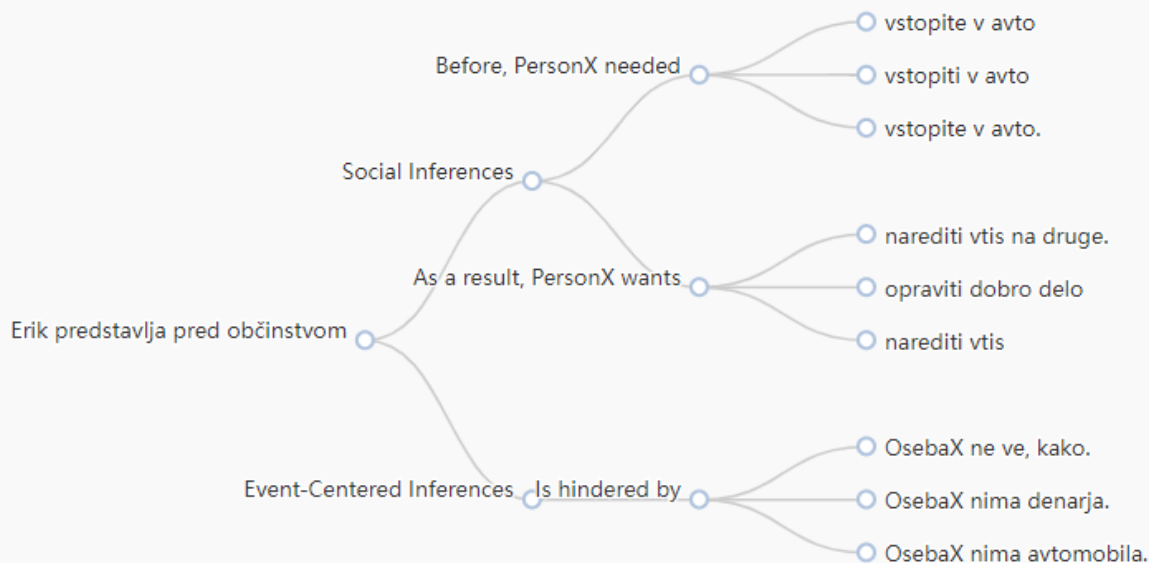 vstopite v avto
Before, PersonX needed
vstopiti v avto
vstopite v avto.
Social Inferences
narediti vtis na druge.
As a result, PersonX wants
opraviti dobro delo
Erik predstavlja pred občinstvom
narediti vtis
OsebaX ne ve, kako.
Event-Centered Inferences
Is hindered by
OsebaX nima denarja.
OsebaX nima avtomobila.